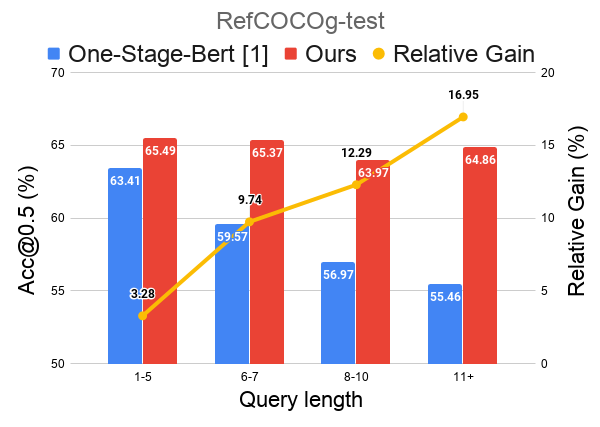 RefCOCOg-test
One-Stage-Bert [1] Ours Relative Gain
70 20
16.95
65.49 65.37 64.86
65 15
63.41 12.29 63.97
9.74
60 10
59.57
56.97
55.46
55 5
3.28
50 0
1-5 6-7 8-10 11+
Query length
Acc@0.5 (%)
Relative Gain (%)